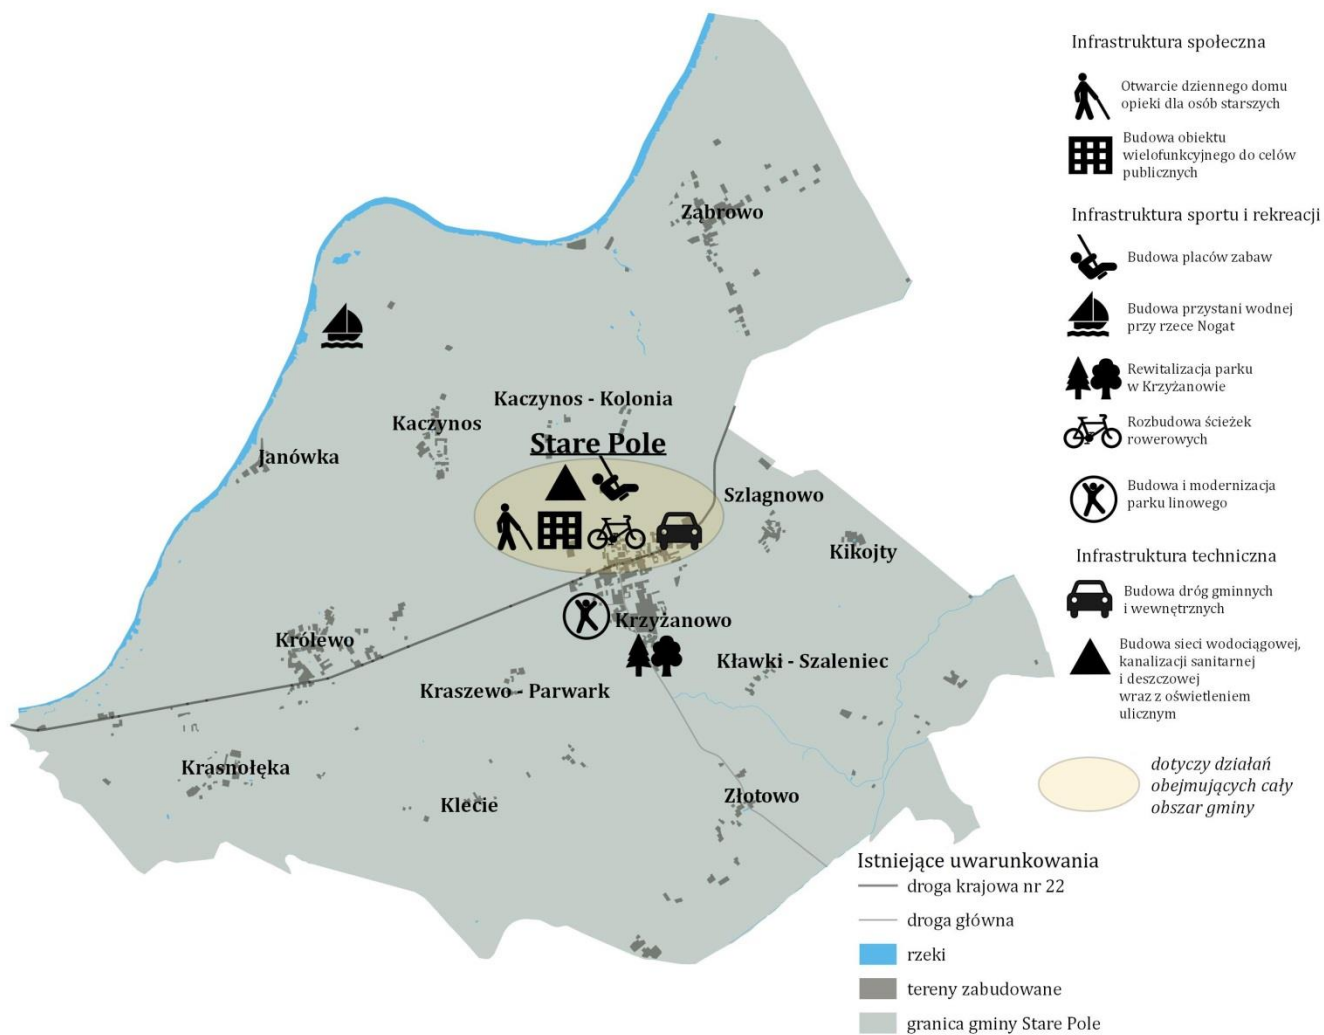 Infrastruktura społeczna
Otwarcie dziennego domu
opieki dla osób starszych
Budowa obiektu
wielofunkcyjnego do celów
publicznych
Infrastruktura sportu i rekreacji
Budowa placów zabaw
Budowa przystani wodnej
przy rzece Nogat
Rewitalizacja parku
w Krzyżanowie
Rozbudowa ścieżek
rowerowych
Budowa i modernizacja
parku linowego
Infrastruktura techniczna
Budowa dróg gminnych
i wewnętrznych
Budowa sieci wodociągowej,
kanalizacji sanitarnej
i deszczowej
wraz z oświetleniem
ulicznym
dotyczy działań
obejmujących cały
obszar gminy
Istniejące uwarunkowania
droga krajowa nr 22
droga główna
rzeki
tereny zabudowane
granica gminy Stare Pole
Ząbrowo
Kaczynos - Kolonia
Kaczynos
Stare Pole
Janówka
Szlagnowo
Kikojty
Krzyżanowo
Królewo
Kławki - Szaleniec
Kraszewo - Parwark
Krasnołęka
Klecie
Złotowo